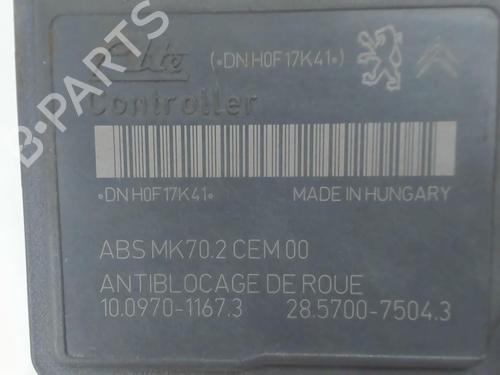 Ate (•DN H0F17K41•)
Controller
•DN H0F17K41• MADE IN HUNGARY
ABS MK70.2 CEM 00
ANTIBLOCAGE DE ROUE
10.0970-1167.3 28.5700-7504.3
B-PARTS